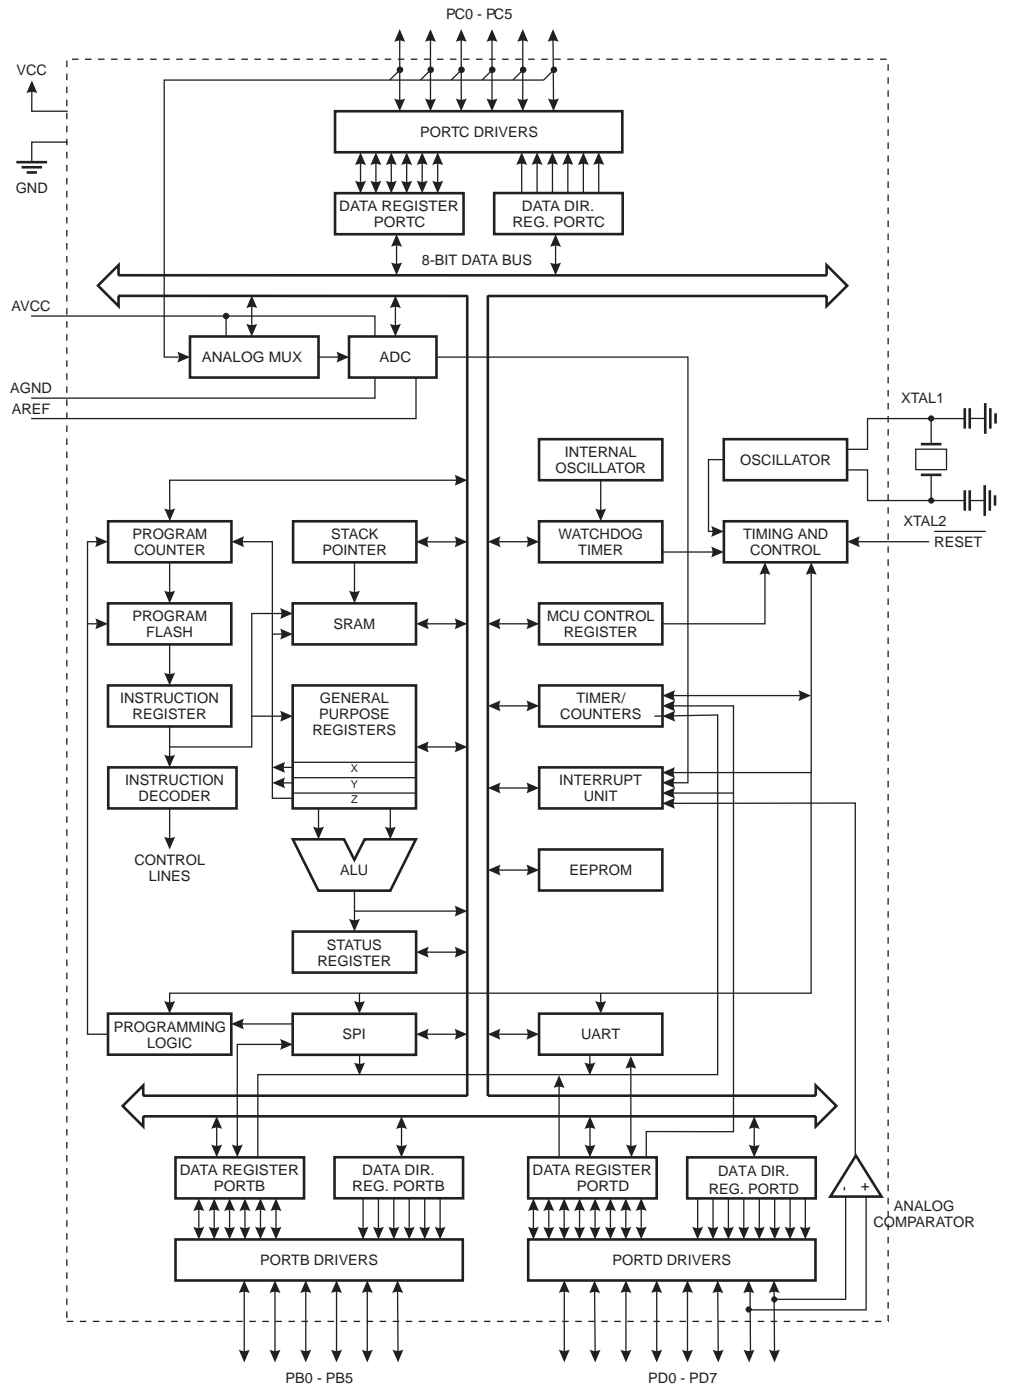 PC0 - PC5
VCC
PORTC DRIVERS
GND
DATA REGISTER
PORTC
DATA DIR.
REG. PORTC
8-BIT DATA BUS
AVCC
ANALOG MUX
ADC
AGND
AREF
XTAL1
INTERNAL
OSCILLATOR
OSCILLATOR
XTAL2
RESET
PROGRAM
COUNTER
STACK
POINTER
WATCHDOG
TIMER
TIMING AND
CONTROL
PROGRAM
FLASH
SRAM
MCU CONTROL
REGISTER
INSTRUCTION
REGISTER
GENERAL
PURPOSE
REGISTERS
X
Y
Z
TIMER/
COUNTERS
INSTRUCTION
DECODER
INTERRUPT
UNIT
CONTROL
LINES
ALU
EEPROM
STATUS
REGISTER
PROGRAMMING
LOGIC
SPI
UART
DATA REGISTER
PORTB
DATA DIR.
REG. PORTB
DATA REGISTER
PORTD
DATA DIR.
REG. PORTD
- +
ANALOG
COMPARATOR
PORTB DRIVERS
PORTD DRIVERS
PB0 - PB5
PD0 - PD7